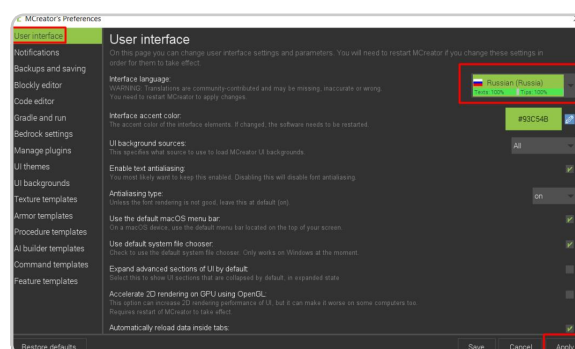 MCreator's Preferences
User interface
Notifications
Backups and saving
Blockly editor
Code editor
Gradle and run
Bedrock settings
Manage plugins
UI themes
UI backgrounds
Texture templates
Armor templates
Procedure templates
AI builder templates
Command templates
Feature templates
Restore defaults
User interface
On this page you can change user interface settings and parameters. You will need to restart MCreator if you change these settings in
order for them to take effect.
Interface language:
WARNING: Translations are community-contributed and may be missing, inaccurate or wrong.
You need to restart MCreator to apply changes.
Russian (Russia)
Texts: 100% Tips: 100%
Interface accent color:
The accent color of the interface elements. If changed, the software needs to be restarted.
#93C54B
UI background sources:
This specifies what source to use to load MCreator UI backgrounds.
All
Enable text antialiasing:
You most likely want to keep this enabled. Disabling this will disable font antialiasing.
Antialiasing type:
Unless the font rendering is not good, leave this at default (on).
on
Use the default macOS menu bar:
On a macOS device, use the default menu bar located on the top of your screen.
Use default system file chooser:
Check to use the default system file chooser. Only works on Windows at the moment.
Expand advanced sections of UI by default:
Select this to show UI sections that are collapsed by default, in expanded state.
Accelerate 2D rendering on GPU using OpenGL:
This option can increase 2D rendering performance of UI, but it can make it worse on some computers too.
Requires restart of MCreator to take effect.
Automatically reload data inside tabs:
Save Cancel Apply